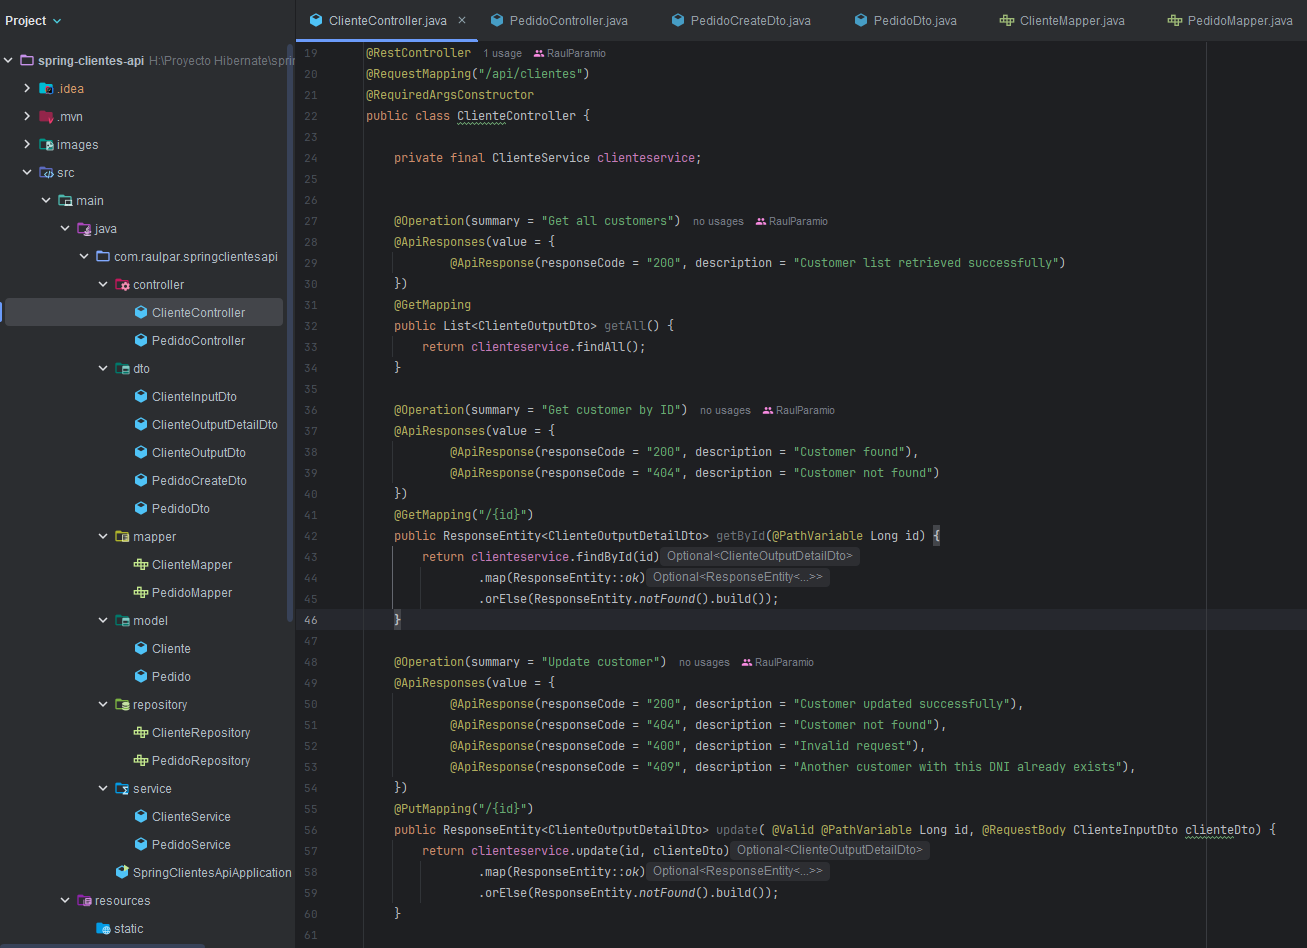 Project
ClienteController.java
PedidoController.java
PedidoCreateDto.java
PedidoDto.java
ClienteMapper.java
PedidoMapper.java
spring-clientes-api H:\Proyecto Hibernate\sprin
.idea
.mvn
images
src
main
java
com.raulpar.springclientesapi
controller
ClienteController
PedidoController
dto
ClienteInputDto
ClienteOutputDetailDto
ClienteOutputDto
PedidoCreateDto
PedidoDto
mapper
ClienteMapper
PedidoMapper
model
Cliente
Pedido
repository
ClienteRepository
PedidoRepository
service
ClienteService
PedidoService
SpringClientesApiApplication
resources
static
19 @RestController 1 usage RaulParamio
20 @RequestMapping("/api/clientes")
21 @RequiredArgsConstructor
22 public class ClienteController {
23
24 private final ClienteService clienteservice;
25
26
27 @Operation(summary = "Get all customers") no usages RaulParamio
28 @ApiResponses(value = {
29 @ApiResponse(responseCode = "200", description = "Customer list retrieved successfully")
30 })
31 @GetMapping
32 public List<ClienteOutputDto> getAll() {
33 return clienteservice.findAll();
34 }
35
36 @Operation(summary = "Get customer by ID") no usages RaulParamio
37 @ApiResponses(value = {
38 @ApiResponse(responseCode = "200", description = "Customer found"),
39 @ApiResponse(responseCode = "404", description = "Customer not found")
40 })
41 @GetMapping("/{id}")
42 public ResponseEntity<ClienteOutputDetailDto> getById(@PathVariable Long id) {
43 return clienteservice.findById(id) Optional<ClienteOutputDetailDto>
44 .map(ResponseEntity::ok) Optional<ResponseEntity<...>>
45 .orElse(ResponseEntity.notFound().build());
46 }
47
48 @Operation(summary = "Update customer") no usages RaulParamio
49 @ApiResponses(value = {
50 @ApiResponse(responseCode = "200", description = "Customer updated successfully"),
51 @ApiResponse(responseCode = "404", description = "Customer not found"),
52 @ApiResponse(responseCode = "400", description = "Invalid request"),
53 @ApiResponse(responseCode = "409", description = "Another customer with this DNI already exists"),
54 })
55 @PutMapping("/{id}")
56 public ResponseEntity<ClienteOutputDetailDto> update( @Valid @PathVariable Long id, @RequestBody ClienteInputDto clienteDto) {
57 return clienteservice.update(id, clienteDto) Optional<ClienteOutputDetailDto>
58 .map(ResponseEntity::ok) Optional<ResponseEntity<...>>
59 .orElse(ResponseEntity.notFound().build());
60 }
61